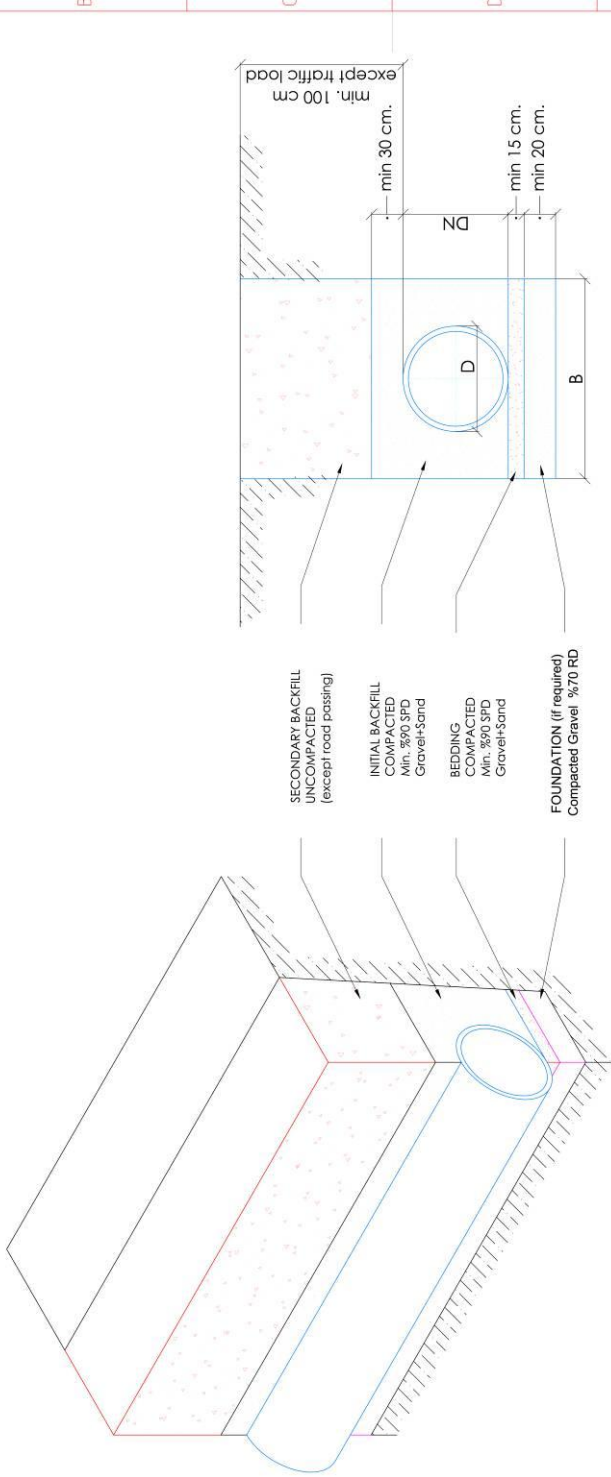 B
C
D
min. 100 cm
except traffic load
min 30 cm.
DN
min 15 cm.
min 20 cm.
D
B
SECONDARY BACKFILL
UNCOMPACTED
(except road passing)
INITIAL BACKFILL
COMPACTED
Min. %90 SPD
Gravel+Sand
BEDDING
COMPACTED
Min. %90 SPD
Gravel+Sand
FOUNDATION (if required)
Compacted Gravel %70 RD